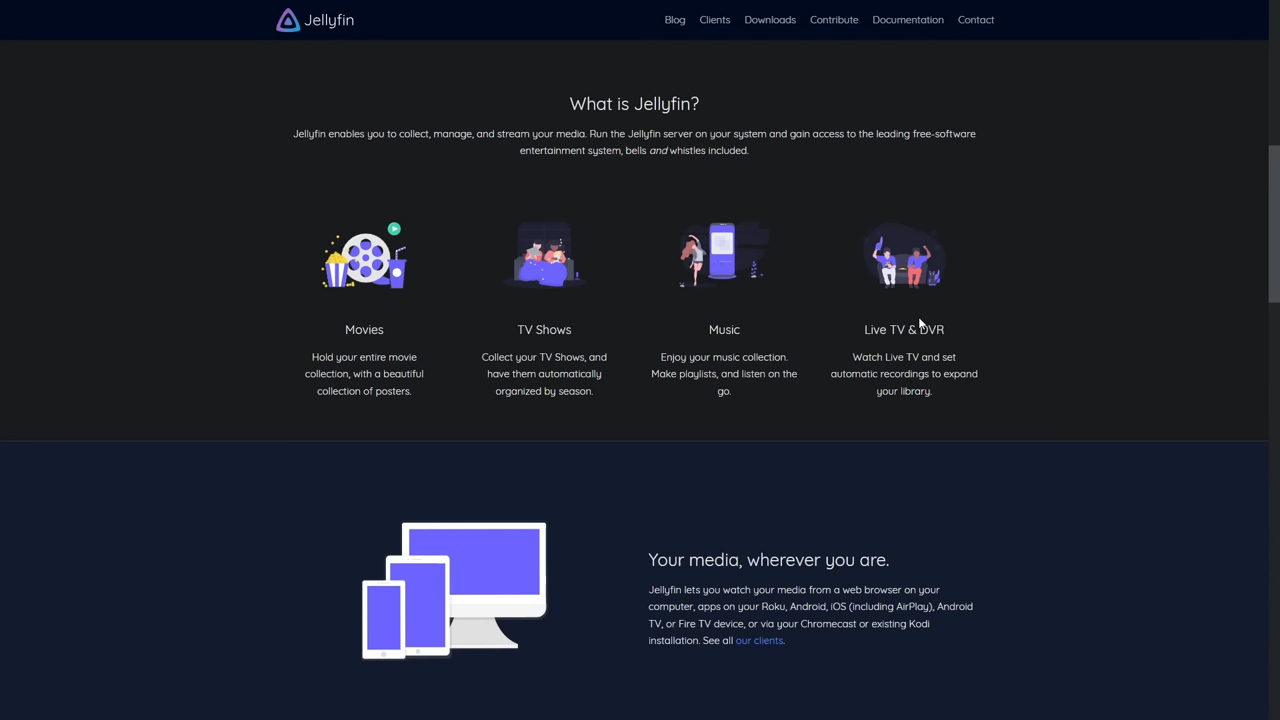 Jellyfin
Blog Clients Downloads Contribute Documentation Contact
What is Jellyfin?
Jellyfin enables you to collect, manage, and stream your media. Run the Jellyfin server on your system and gain access to the leading free-software
entertainment system, bells and whistles included.
Movies
Hold your entire movie
collection, with a beautiful
collection of posters.
TV Shows
Collect your TV Shows, and
have them automatically
organized by season.
Music
Enjoy your music collection.
Make playlists, and listen on the
go.
Live TV & DVR
Watch Live TV and set
automatic recordings to expand
your library.
Your media, wherever you are.
Jellyfin lets you watch your media from a web browser on your
computer, apps on your Roku, Android, iOS (including AirPlay), Android
TV, or Fire TV device, or via your Chromecast or existing Kodi
installation. See all our clients.